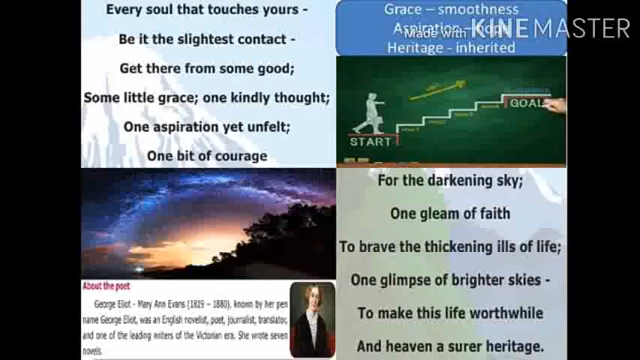 Every soul that touches yours -
Be it the slightest contact -
Get there from some good;
Some little grace; one kindly thought;
One aspiration yet unfelt;
One bit of courage
Grace – smoothness
Aspiration –
Heritage - inherited
Made with
KINEMASTER
START
GOAL
For the darkening sky;
One gleam of faith
To brave the thickening ills of life;
One glimpse of brighter skies -
To make this life worthwhile
And heaven a surer heritage.
About the poet
George Eliot - Mary Ann Evans (1819 – 1880), known by her pen
name George Eliot, was an English novelist, poet, journalist, translator,
and one of the leading writers of the Victorian era. She wrote seven
novels.